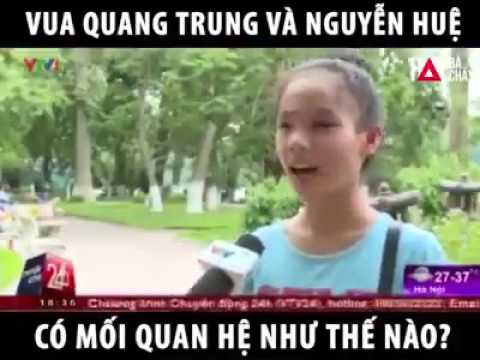 VUA QUANG TRUNG VÀ NGUYỄN HUỆ
VTV1
24
27-37
Hà Nội
18:36
Chương trình Chuyển động 24h (VTV24), hotline:
CÓ MỐI QUAN HỆ NHƯ THẾ NÀO?